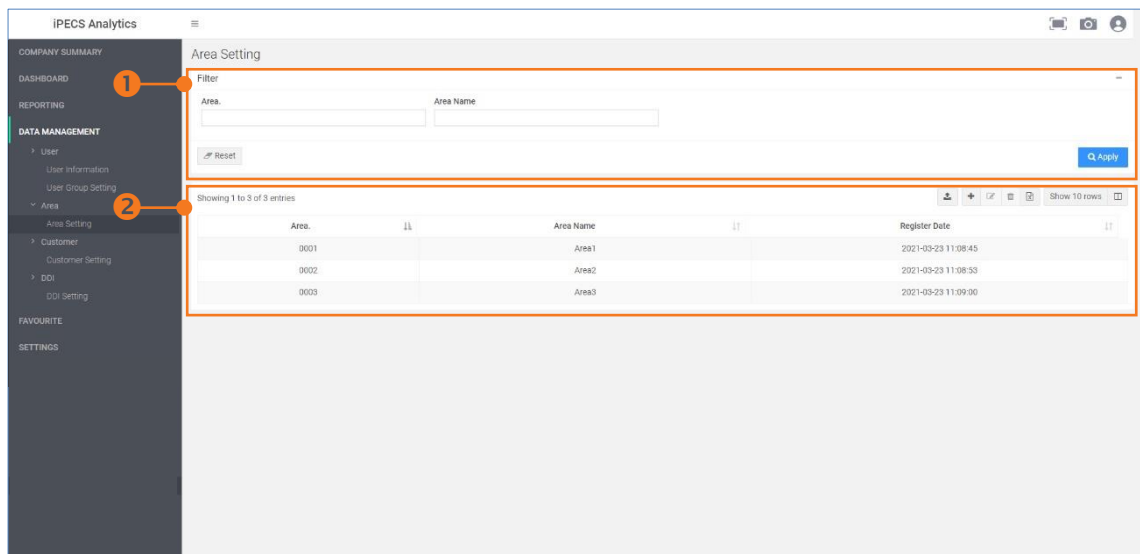 iPECS Analytics
COMPANY SUMMARY
DASHBOARD
REPORTING
DATA MANAGEMENT
User
User Information
User Group Setting
Area
Area Setting
Customer
Customer Setting
DDI
DDI Setting
FAVOURITE
SETTINGS
Area Setting
1
Filter
Area. Area Name
Reset Apply
2
Showing 1 to 3 of 3 entries Show 10 rows
Area. Area Name Register Date
0001 Area1 2021-03-23 11:08:45
0002 Area2 2021-03-23 11:08:53
0003 Area3 2021-03-23 11:09:00